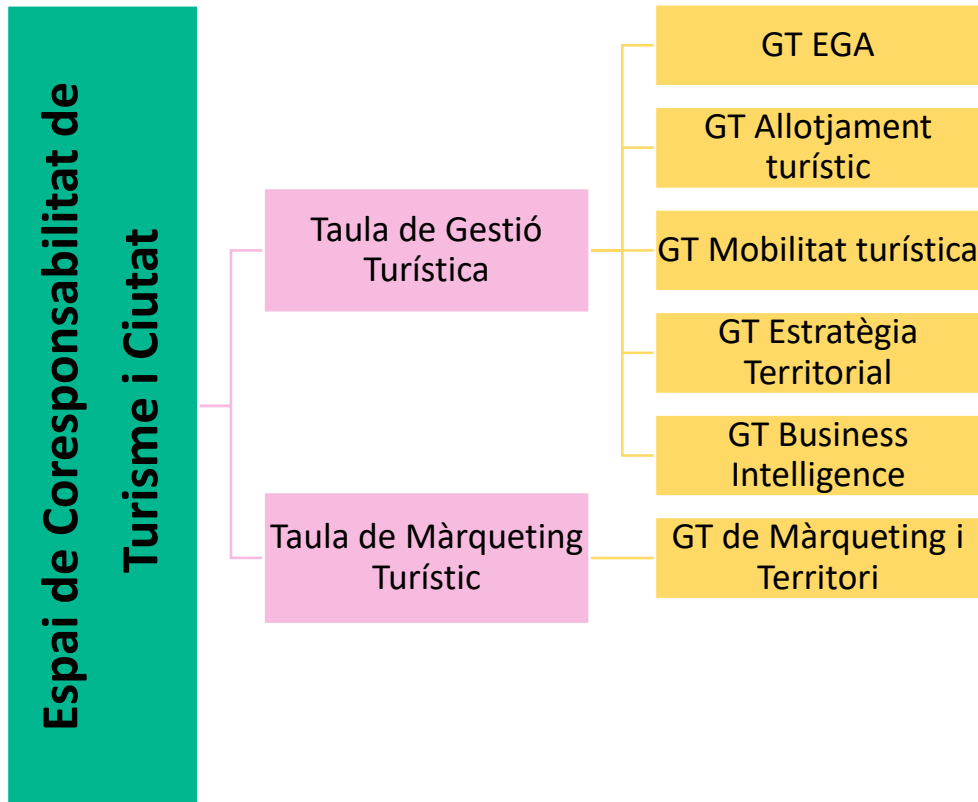 Espai de Coresponsabilitat de
Turisme i Ciutat
Taula de Gestió
Turística
GT EGA
GT Allotjament
turístic
GT Mobilitat turística
GT Estratègia
Territorial
GT Business
Intelligence
Taula de Màrqueting
Turístic
GT de Màrqueting i
Territori